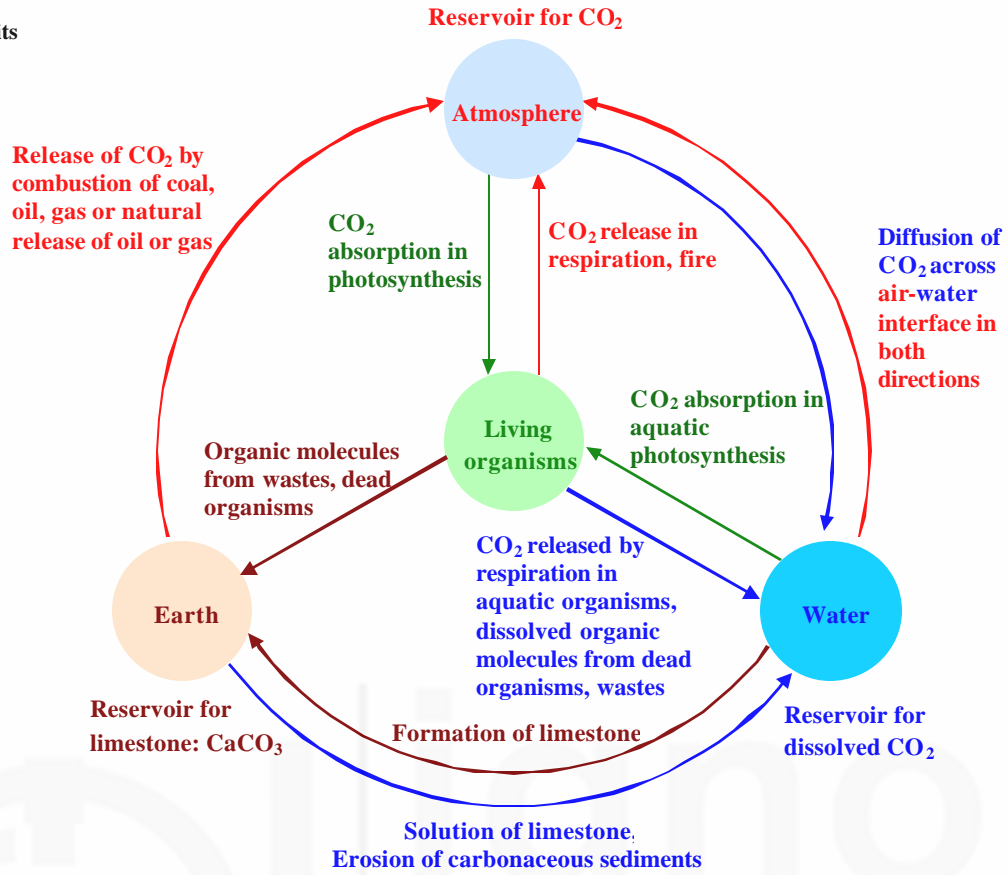 its
Reservoir for CO₂
Atmosphere
Release of CO₂ by
combustion of coal,
oil, gas or natural
release of oil or gas
CO₂
absorption in
photosynthesis
CO₂ release in
respiration, fire
Diffusion of
CO₂ across
air-water
interface in
both
directions
Living
organisms
CO₂ absorption in
aquatic
photosynthesis
Organic molecules
from wastes, dead
organisms
CO₂ released by
respiration in
aquatic organisms,
dissolved organic
molecules from dead
organisms, wastes
Earth
Water
Reservoir for
limestone: CaCO₃
Formation of limestone
Reservoir for
dissolved CO₂
Solution of limestone,
Erosion of carbonaceous sediments